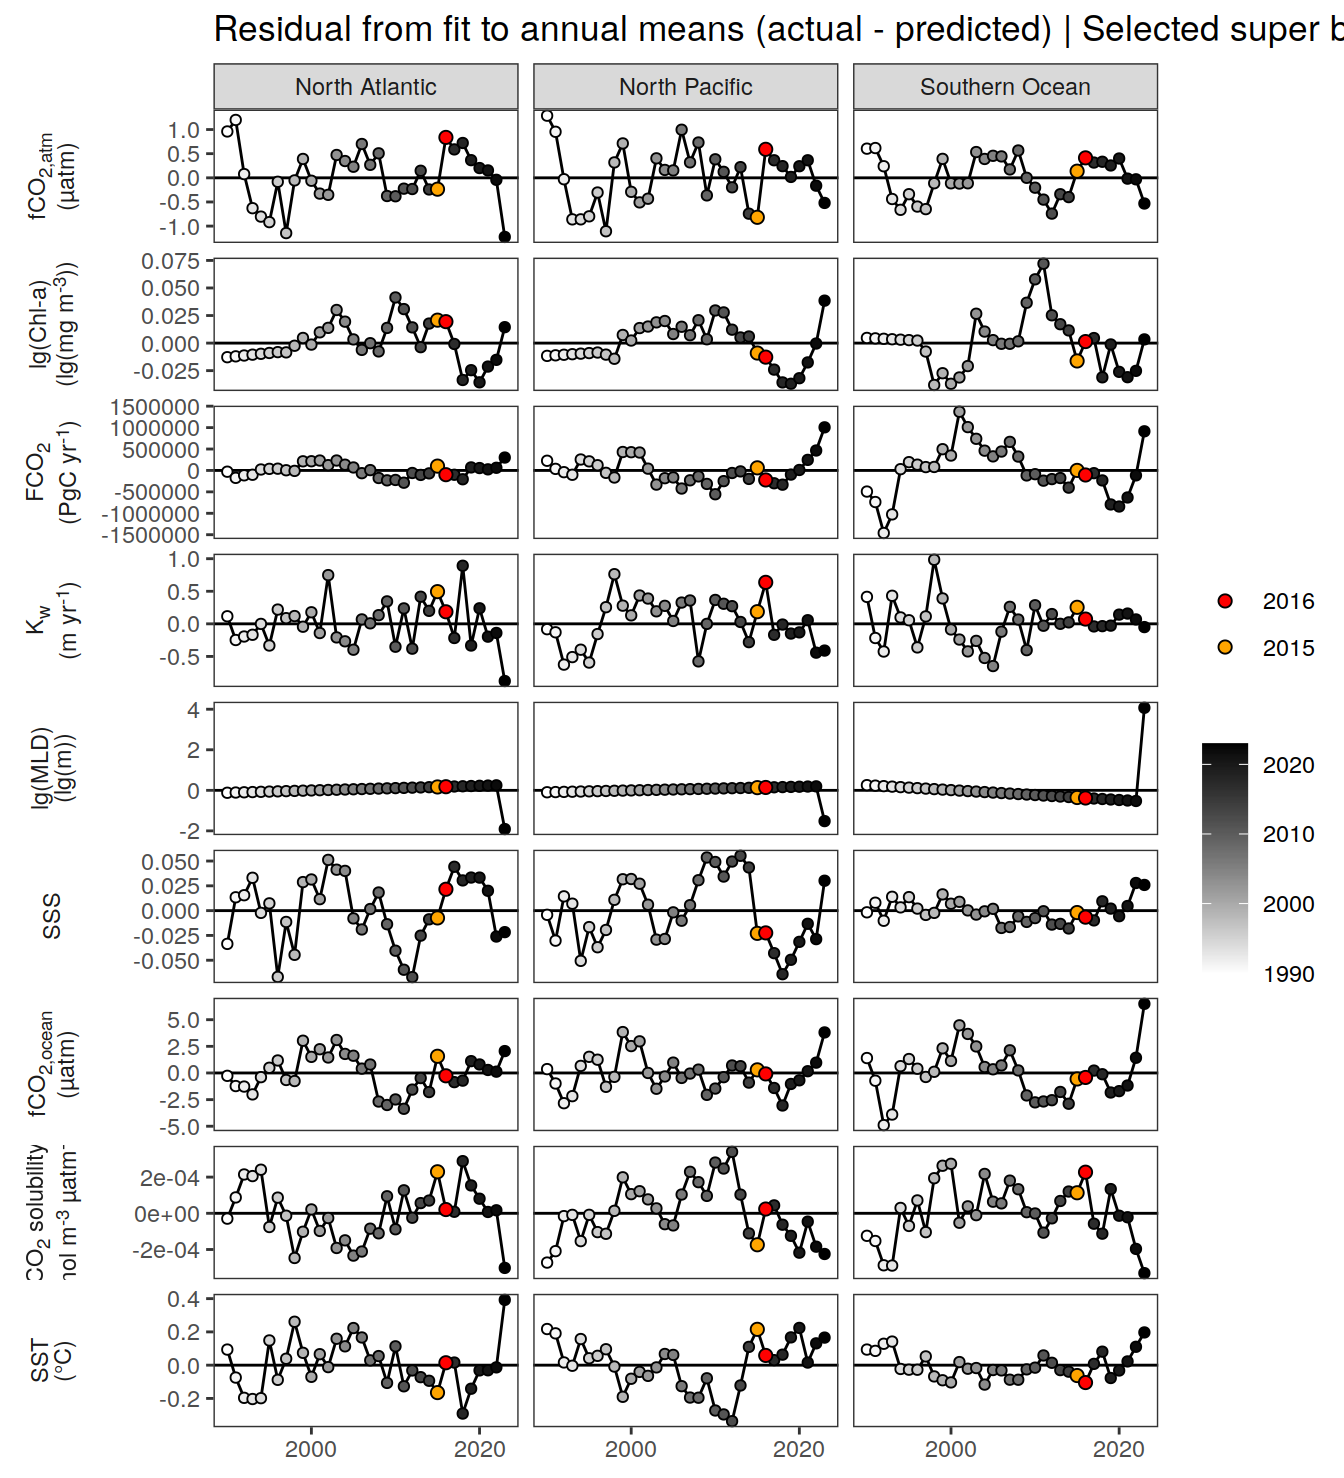 Residual from fit to annual means (actual - predicted) | Selected super b
North Atlantic
North Pacific
Southern Ocean
fCO2,atm
(µatm)
1.0
0.5
0.0
-0.5
-1.0
lg(Chl-a)
(lg(mg m-3))
0.075
0.050
0.025
0.000
-0.025
FCO2
(PgC yr-1)
1500000
1000000
500000
0
-500000
-1000000
-1500000
Kw
(m yr-1)
1.0
0.5
0.0
-0.5
lg(MLD)
(lg(m))
4
2
0
-2
SSS
0.050
0.025
0.000
-0.025
-0.050
fCO2,ocean
(µatm)
5.0
2.5
0.0
-2.5
-5.0
CO2 solubility
nol m-3 µatm-
2e-04
0e+00
-2e-04
SST
(°C)
0.4
0.2
0.0
-0.2
2000
2020
2000
2020
2000
2020
2016
2015
2020
2010
2000
1990